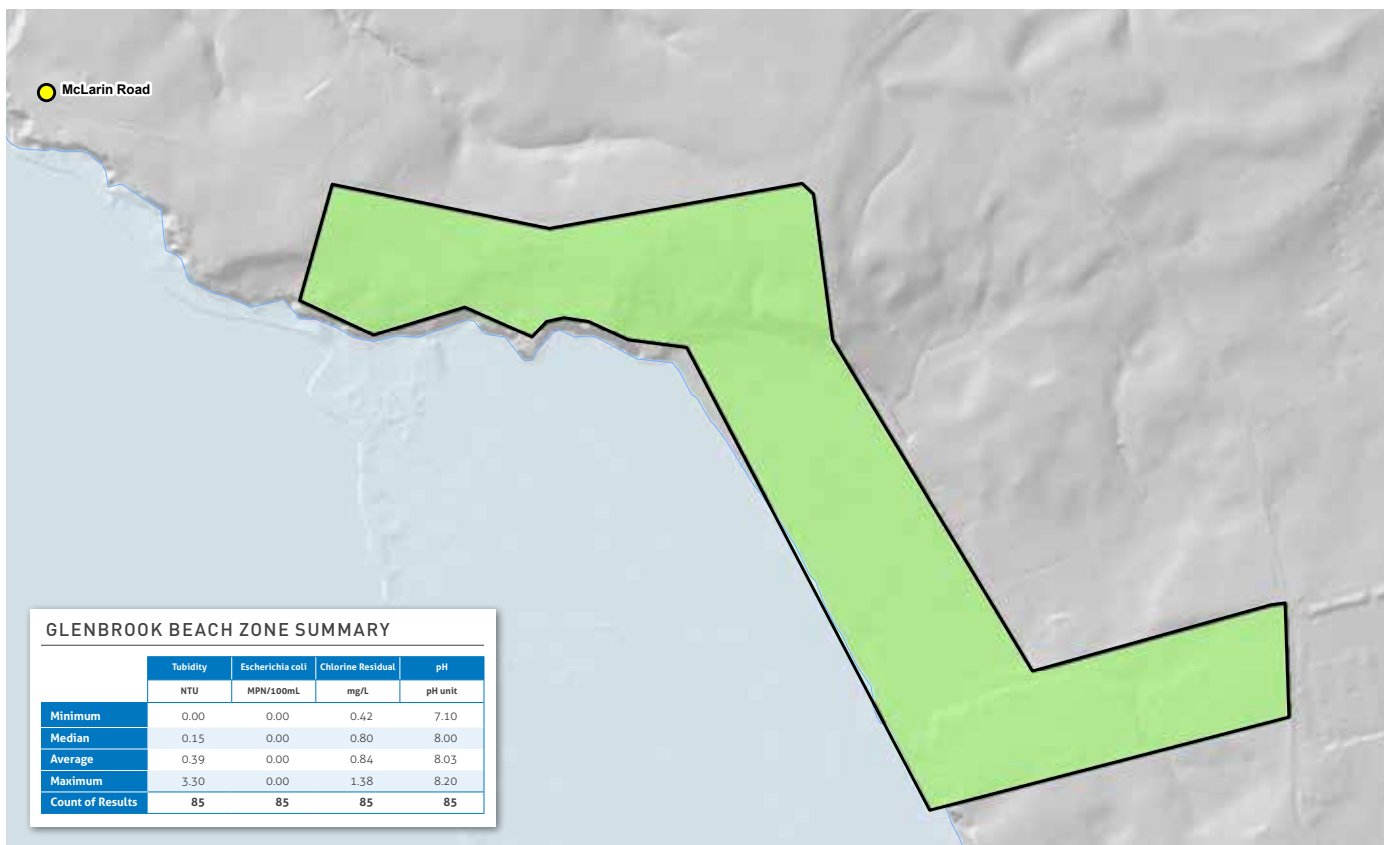 McLarin Road
GLENBROOK BEACH ZONE SUMMARY
Tubidity Escherichia coli Chlorine Residual pH
NTU MPN/100mL mg/L pH unit
Minimum 0.00 0.00 0.42 7.10
Median 0.15 0.00 0.80 8.00
Average 0.39 0.00 0.84 8.03
Maximum 3.30 0.00 1.38 8.20
Count of Results 85 85 85 85